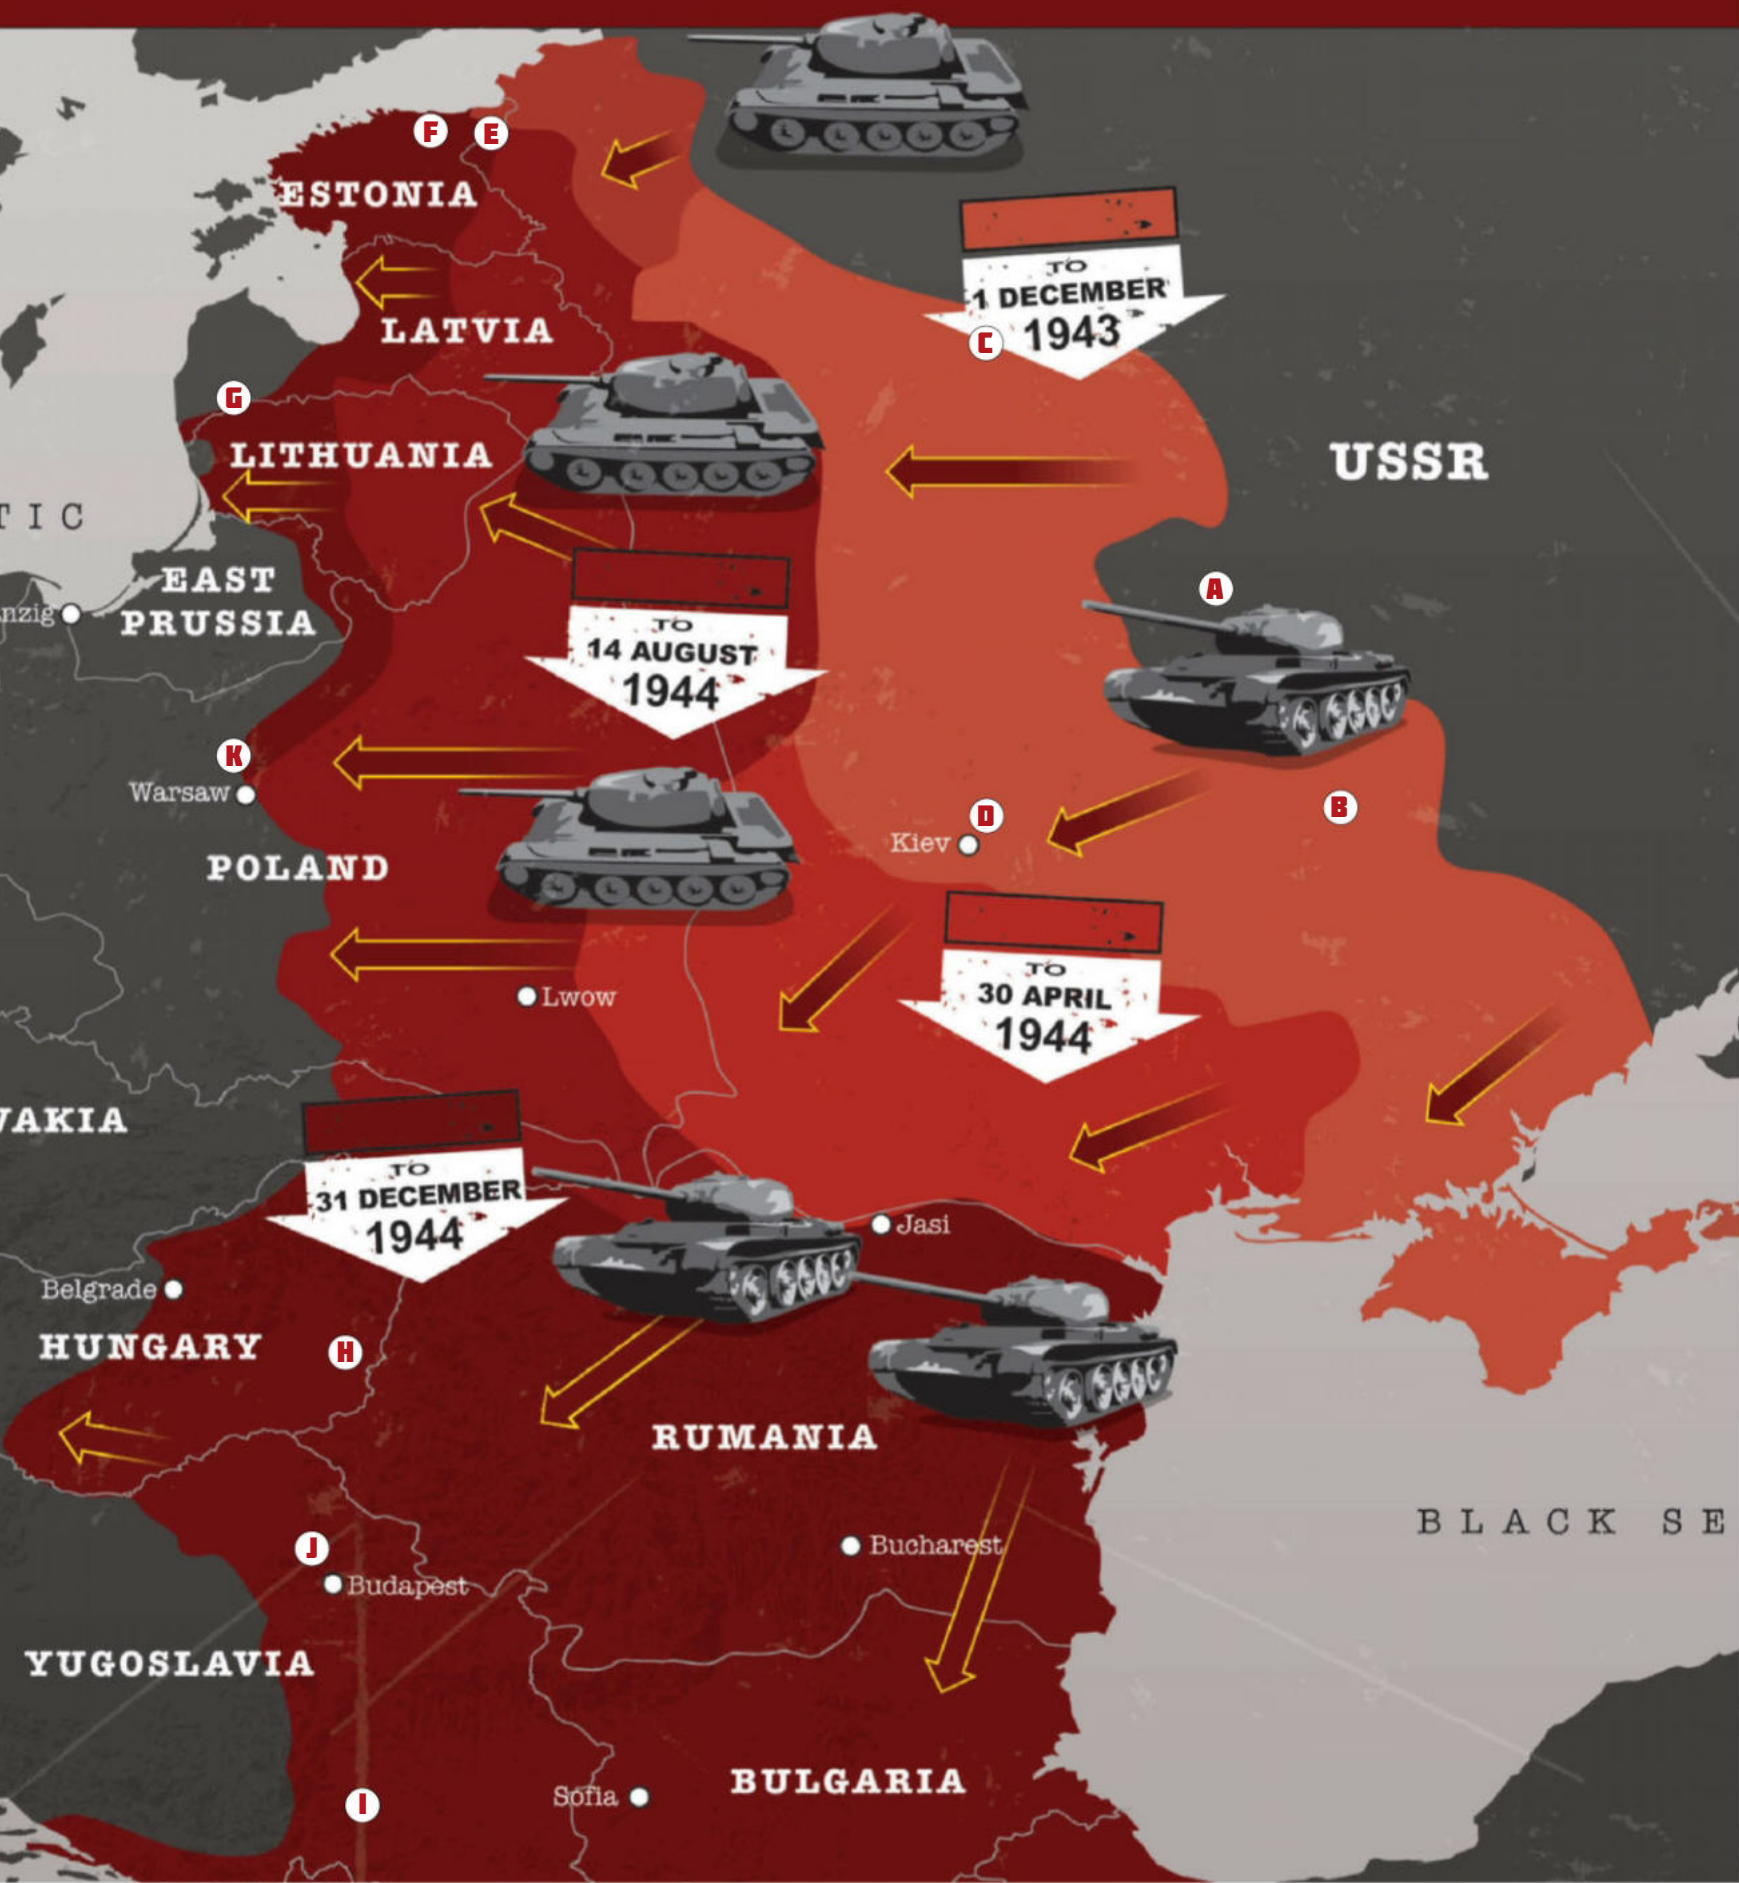 F
E
ESTONIA
TO
1 DECEMBER
1943
C
LATVIA
G
LITHUANIA
USSR
TIC
EAST
PRUSSIA
nzig
A
TO
14 AUGUST
1944
K
Warsaw
B
D
Kiev
POLAND
Lwow
TO
30 APRIL
1944
VAKIA
TO
31 DECEMBER
1944
Jasi
Belgrade
HUNGARY
H
RUMANIA
BLACK SE
J
Bucharest
Budapest
YUGOSLAVIA
BULGARIA
Sofia
I